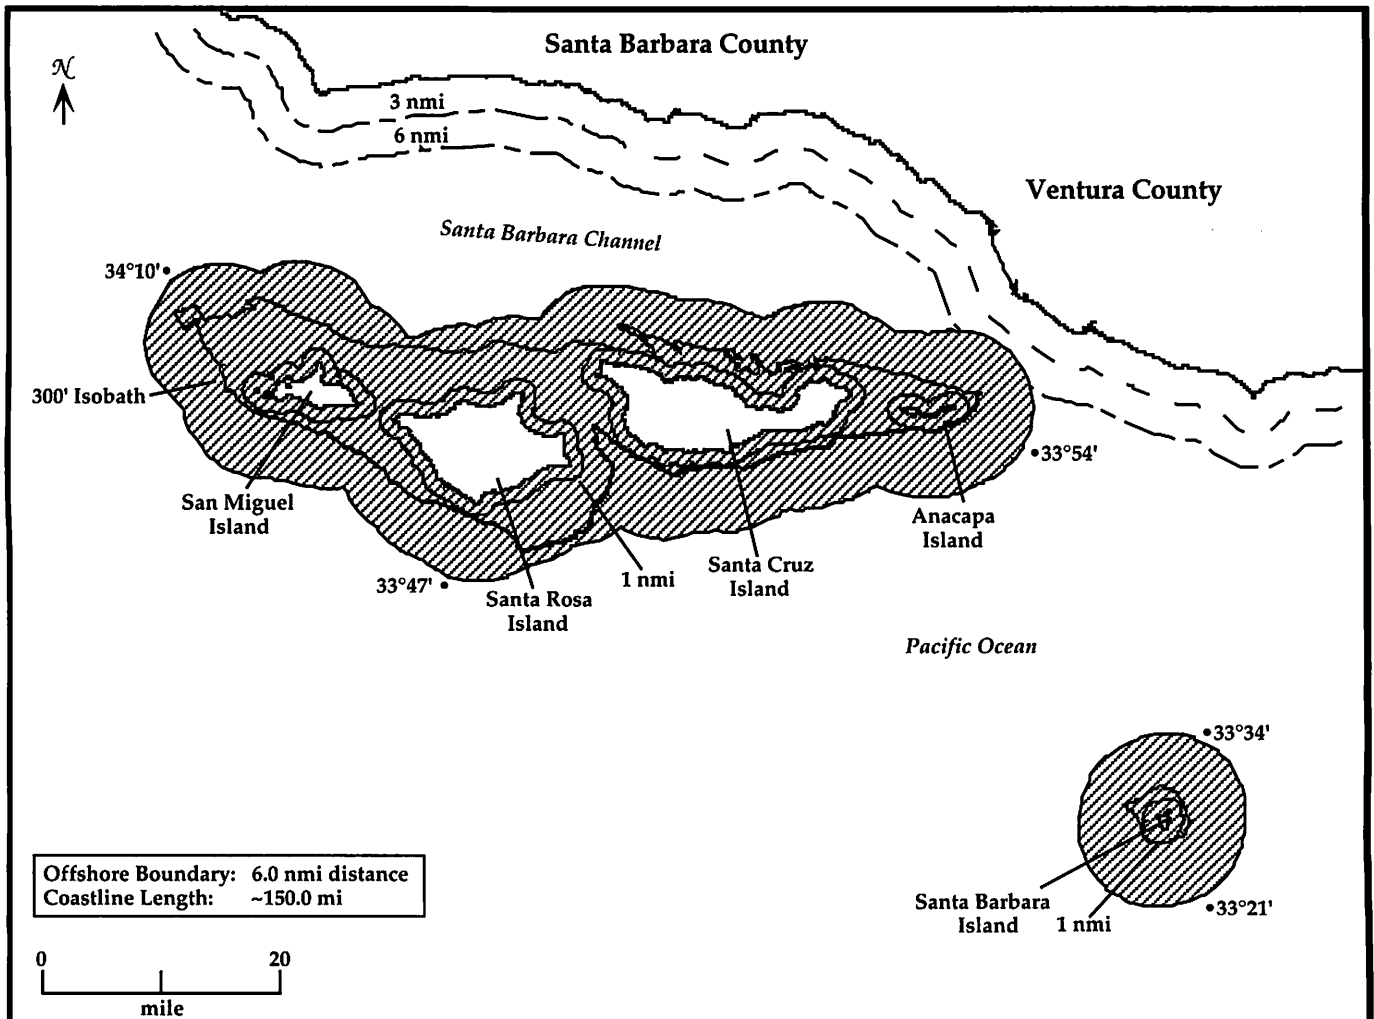 Santa Barbara County
N
3 nmi
6 nmi
Ventura County
Santa Barbara Channel
34°10'
300' Isobath
33°54'
San Miguel
Island
Anacapa
Island
Santa Cruz
Island
1 nmi
33°47'
Santa Rosa
Island
Pacific Ocean
33°34'
Offshore Boundary: 6.0 nmi distance
Coastline Length: ~150.0 mi
Santa Barbara
Island
1 nmi
33°21'
0 20
mile